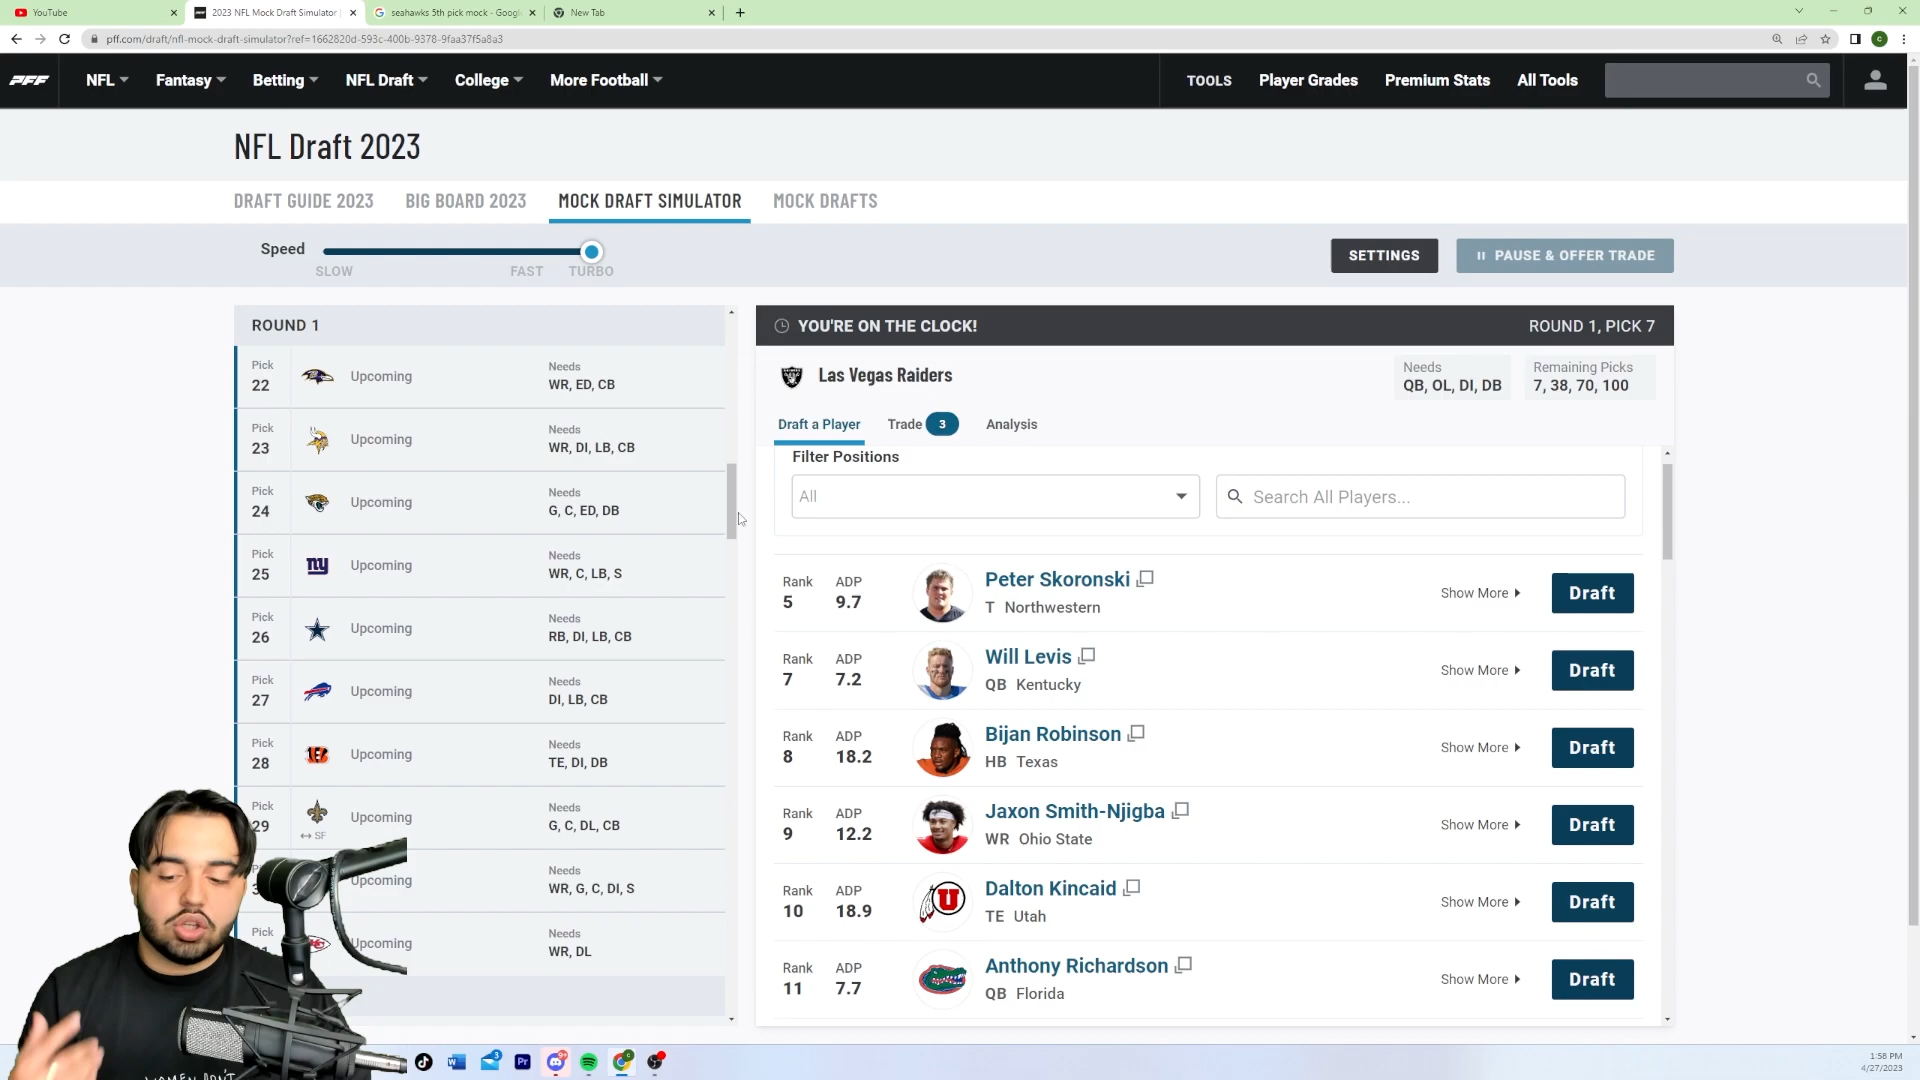 YouTube
2023 NFL Mock Draft Simulator |
seahawks 5th pick mock - Google
New Tab
pff.com/draft/nfl-mock-draft-simulator?ref=1662820d-593c-400b-9378-9faa37f5a8a3
PFF NFL Fantasy Betting NFL Draft College More Football TOOLS Player Grades Premium Stats All Tools
NFL Draft 2023
DRAFT GUIDE 2023 BIG BOARD 2023 MOCK DRAFT SIMULATOR MOCK DRAFTS
Speed
SLOW FAST TURBO
SETTINGS
PAUSE & OFFER TRADE
ROUND 1
Pick Needs
22 Upcoming WR, ED, CB
Pick Needs
23 Upcoming WR, DI, LB, CB
Pick Needs
24 Upcoming G, C, ED, DB
Pick Needs
25 ny Upcoming WR, C, LB, S
Pick Needs
26 Upcoming RB, DI, LB, CB
Pick Needs
27 Upcoming DI, LB, CB
Pick Needs
28 Upcoming TE, DI, DB
Pick Needs
29 Upcoming G, C, DL, CB
↔ SF
Needs
Upcoming WR, G, C, DI, S
Pick Needs
Upcoming WR, DL
YOU'RE ON THE CLOCK! ROUND 1, PICK 7
Las Vegas Raiders
Needs
QB, OL, DI, DB
Remaining Picks
7, 38, 70, 100
Draft a Player Trade 3 Analysis
Filter Positions
All
Search All Players...
Rank ADP
5 9.7
Peter Skoronski
T Northwestern
Show More Draft
Rank ADP
7 7.2
Will Levis
QB Kentucky
Show More Draft
Rank ADP
8 18.2
Bijan Robinson
HB Texas
Show More Draft
Rank ADP
9 12.2
Jaxon Smith-Njigba
WR Ohio State
Show More Draft
Rank ADP
10 18.9
Dalton Kincaid
TE Utah
Show More Draft
Rank ADP
11 7.7
Anthony Richardson
QB Florida
Show More Draft
WOMEN DON'T
1:58 PM
4/27/2023